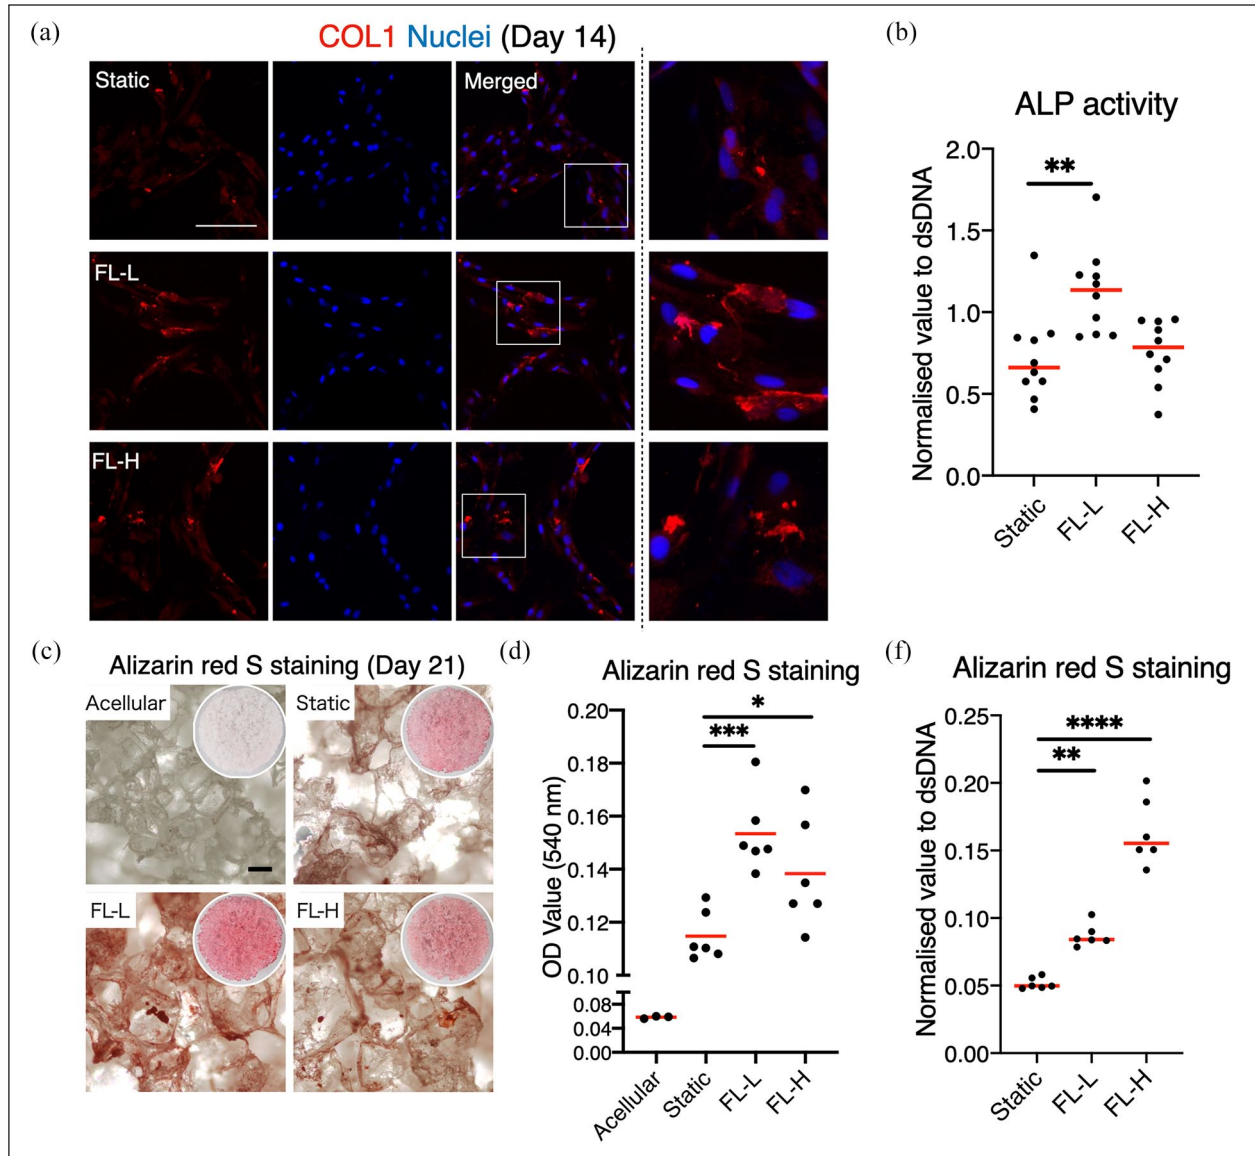 (a)
COL1 Nuclei (Day 14)
Static
Merged
FL-L
FL-H
(b)
ALP activity
Normalised value to dsDNA
2.0
1.5
1.0
0.5
0.0
**
Static
FL-L
FL-H
(c)
Alizarin red S staining (Day 21)
Acellular
Static
FL-L
FL-H
(d)
Alizarin red S staining
OD Value (540 nm)
0.20
0.18
0.16
0.14
0.12
0.10
0.08
0.04
0.00
*
***
Acellular
Static
FL-L
FL-H
(f)
Alizarin red S staining
Normalised value to dsDNA
0.25
0.20
0.15
0.10
0.05
0.00
****
**
Static
FL-L
FL-H